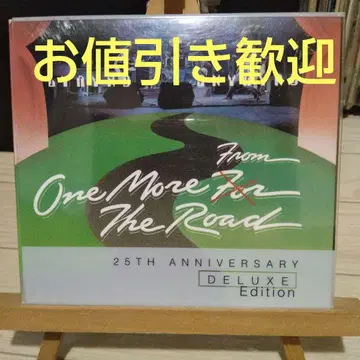 お値引き歓迎
From
One More For
The Road
25TH ANNIVERSARY
DELUXE
Edition